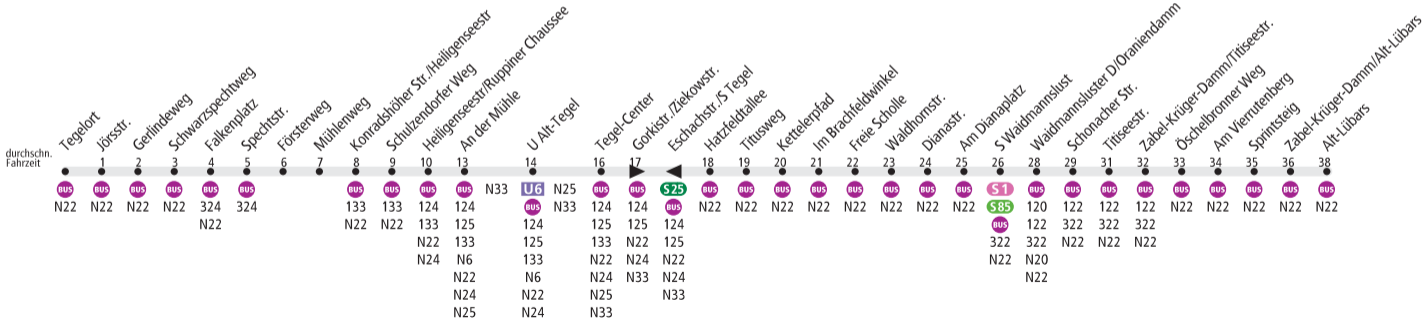 Tegelort
Jörsstr.
Gerlindeweg
Schwarzspechtweg
Falkenplatz
Spechtstr.
Försterweg
Mühlenweg
Konradshöher Str./Heiligenseestr
Schulzendorfer Weg
Heiligenseestr/Ruppiner Chaussee
An der Mühle
U Alt-Tegel
Tegel-Center
Gorkistr./Ziekowstr.
Eschachstr./S Tegel
Hatzfeldtallee
Titusweg
Kettelerpfad
Im Brachfeldwinkel
Freie Scholle
Waldhornstr.
Dianastr.
Am Dianaplatz
S Waidmannslust
Waidmannsluster D/Oraniendamm
Schonacher Str.
Titiseestr.
Zabel-Krüger-Damm/Titiseestr.
Öschelbronner Weg
Am Vierrutenberg
Sprintsteig
Zabel-Krüger-Damm/Alt-Lübars
Alt-Lübars
durchschn.
Fahrzeit
1 2 3 4 5 6 7 8 9 10 13 14 16 17 18 19 20 21 22 23 24 25 26 28 29 31 32 33 34 35 36 38
BUS BUS BUS BUS BUS BUS BUS BUS BUS BUS N33 U6 N25 BUS BUS S25 BUS BUS BUS BUS BUS BUS BUS BUS S1 BUS BUS BUS BUS BUS BUS BUS BUS BUS
N22 N22 N22 N22 324 324 133 133 124 124 BUS N33 124 124 BUS N22 N22 N22 N22 N22 N22 N22 N22 S85 120 122 122 122 N22 N22 N22 N22 N22
N22 N22 N22 133 125 124 125 125 124 BUS 122 322 322 322
N22 133 125 133 N22 125 322 322 N22 N22 N22
N24 N6 133 N22 N24 N22 N22 N20
N22 N6 N24 N33 N24 N22
N24 N22 N25 N33
N25 N24 N33